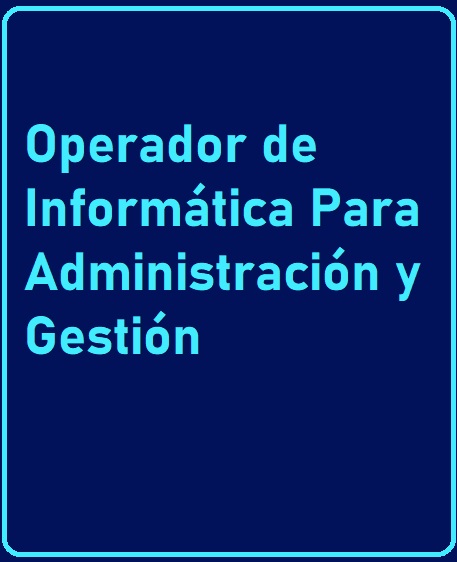 Operador de
Informática Para
Administración y
Gestión